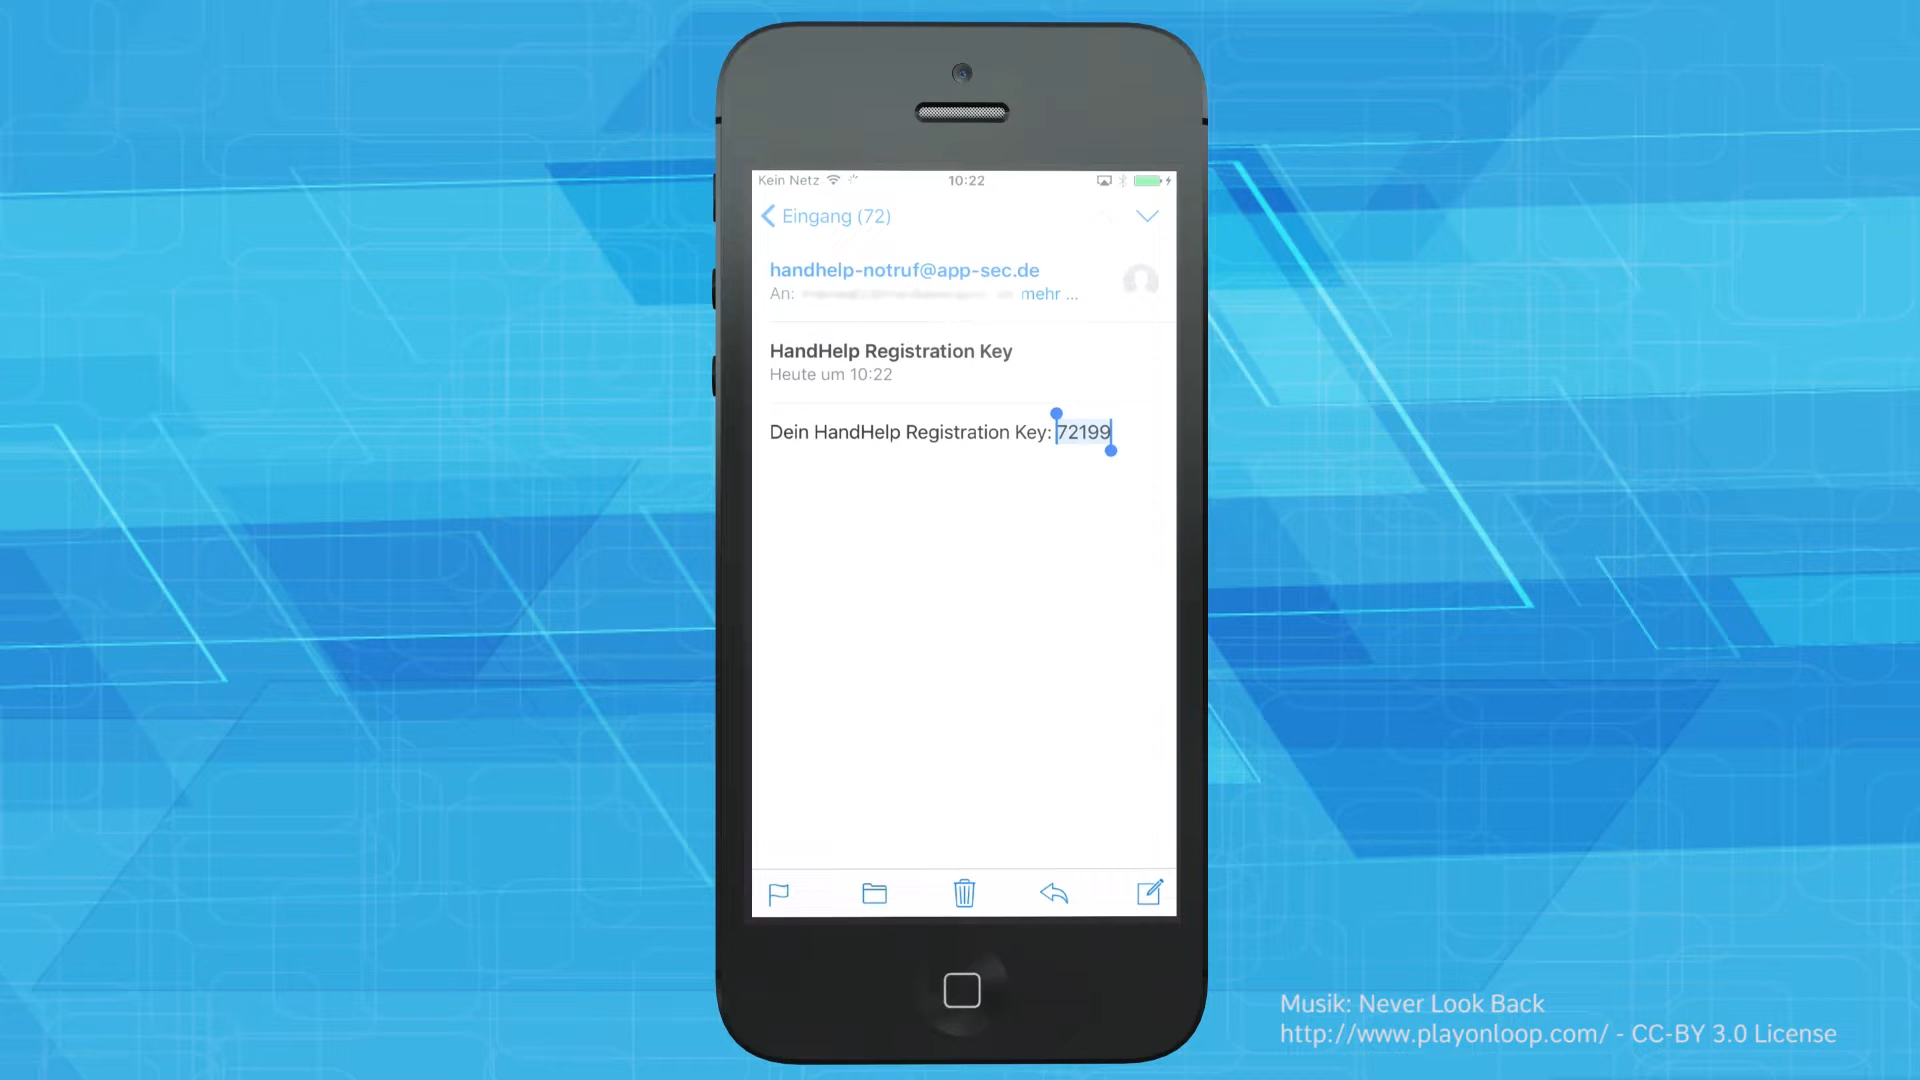 Kein Netz 10:22
Eingang (72)
handhelp-notruf@app-sec.de
An: mehr ...
HandHelp Registration Key
Heute um 10:22
Dein HandHelp Registration Key: 72199
Musik: Never Look Back
http://www.playonloop.com/ - CC-BY 3.0 License